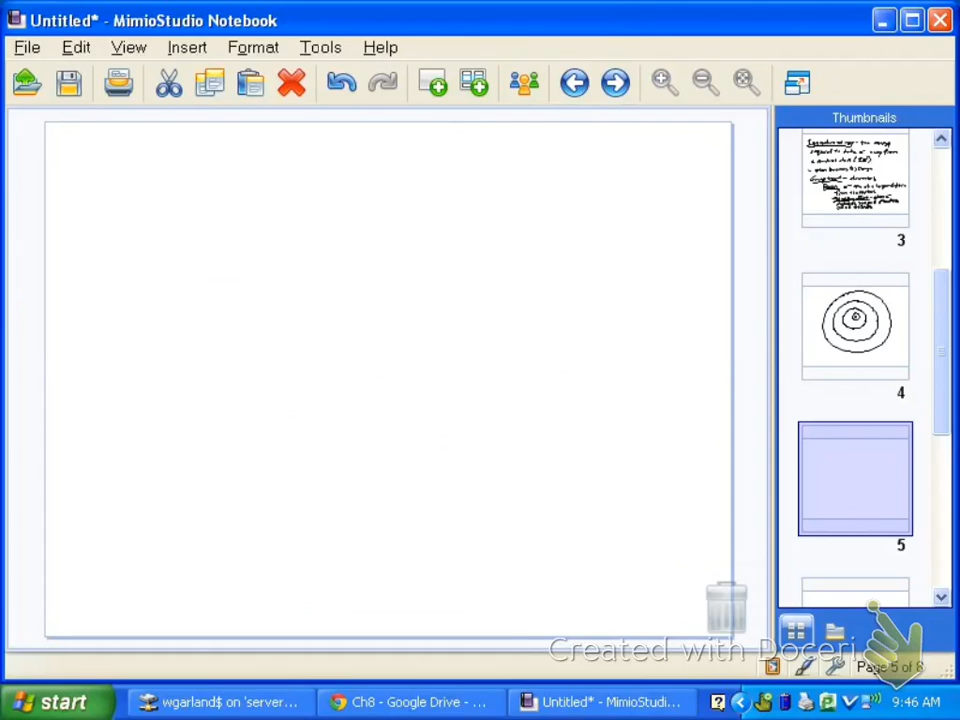 Untitled* - MimioStudio Notebook
File Edit View Insert Format Tools Help
Thumbnails
3
4
5
Created with Doceri
Page 5 of 8
start
wgarland$ on 'server...
Ch8 - Google Drive - ...
Untitled* - MimioStudi...
9:46 AM